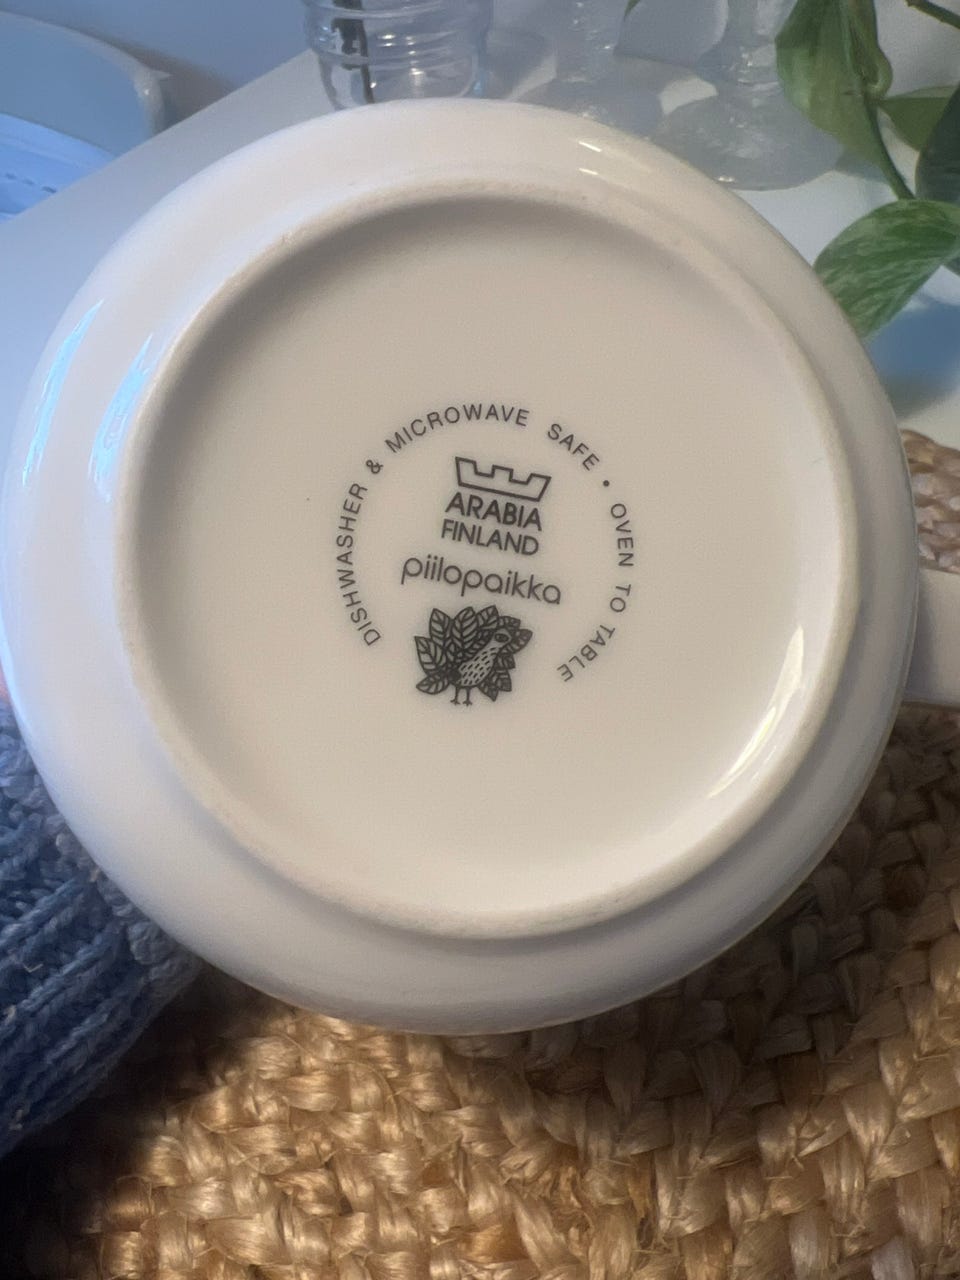 DISHWASHER & MICROWAVE SAFE • OVEN TO TABLE
ARABIA
FINLAND
piilopaikka